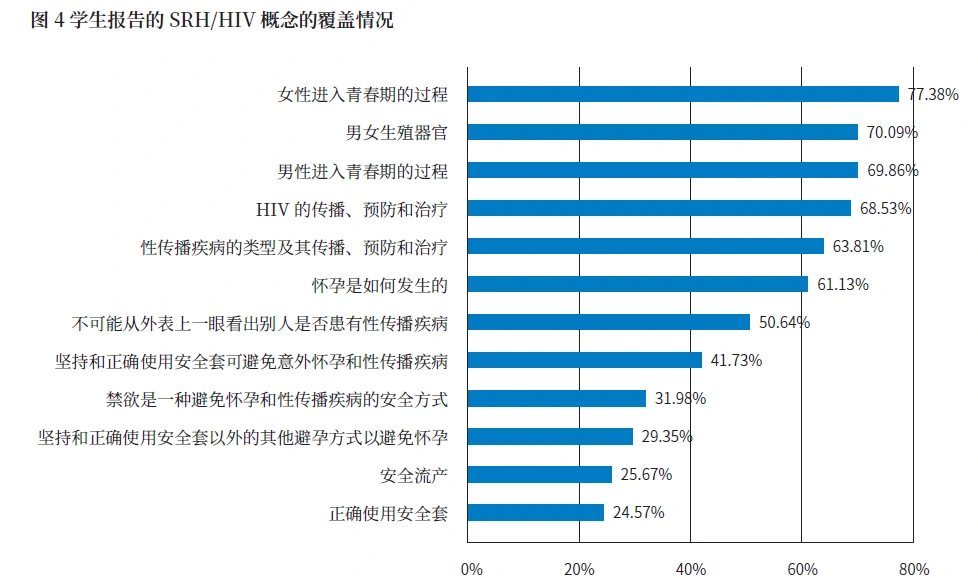 图 4 学生报告的 SRH/HIV 概念的覆盖情况
女性进入青春期的过程 77.38%
男女生殖器官 70.09%
男性进入青春期的过程 69.86%
HIV 的传播、预防和治疗 68.53%
性传播疾病的类型及其传播、预防和治疗 63.81%
怀孕是如何发生的 61.13%
不可能从外表上一眼看出别人是否患有性传播疾病 50.64%
坚持和正确使用安全套可避免意外怀孕和性传播疾病 41.73%
禁欲是一种避免怀孕和性传播疾病的安全方式 31.98%
坚持和正确使用安全套以外的其他避孕方式以避免怀孕 29.35%
安全流产 25.67%
正确使用安全套 24.57%
0% 20% 40% 60% 80%